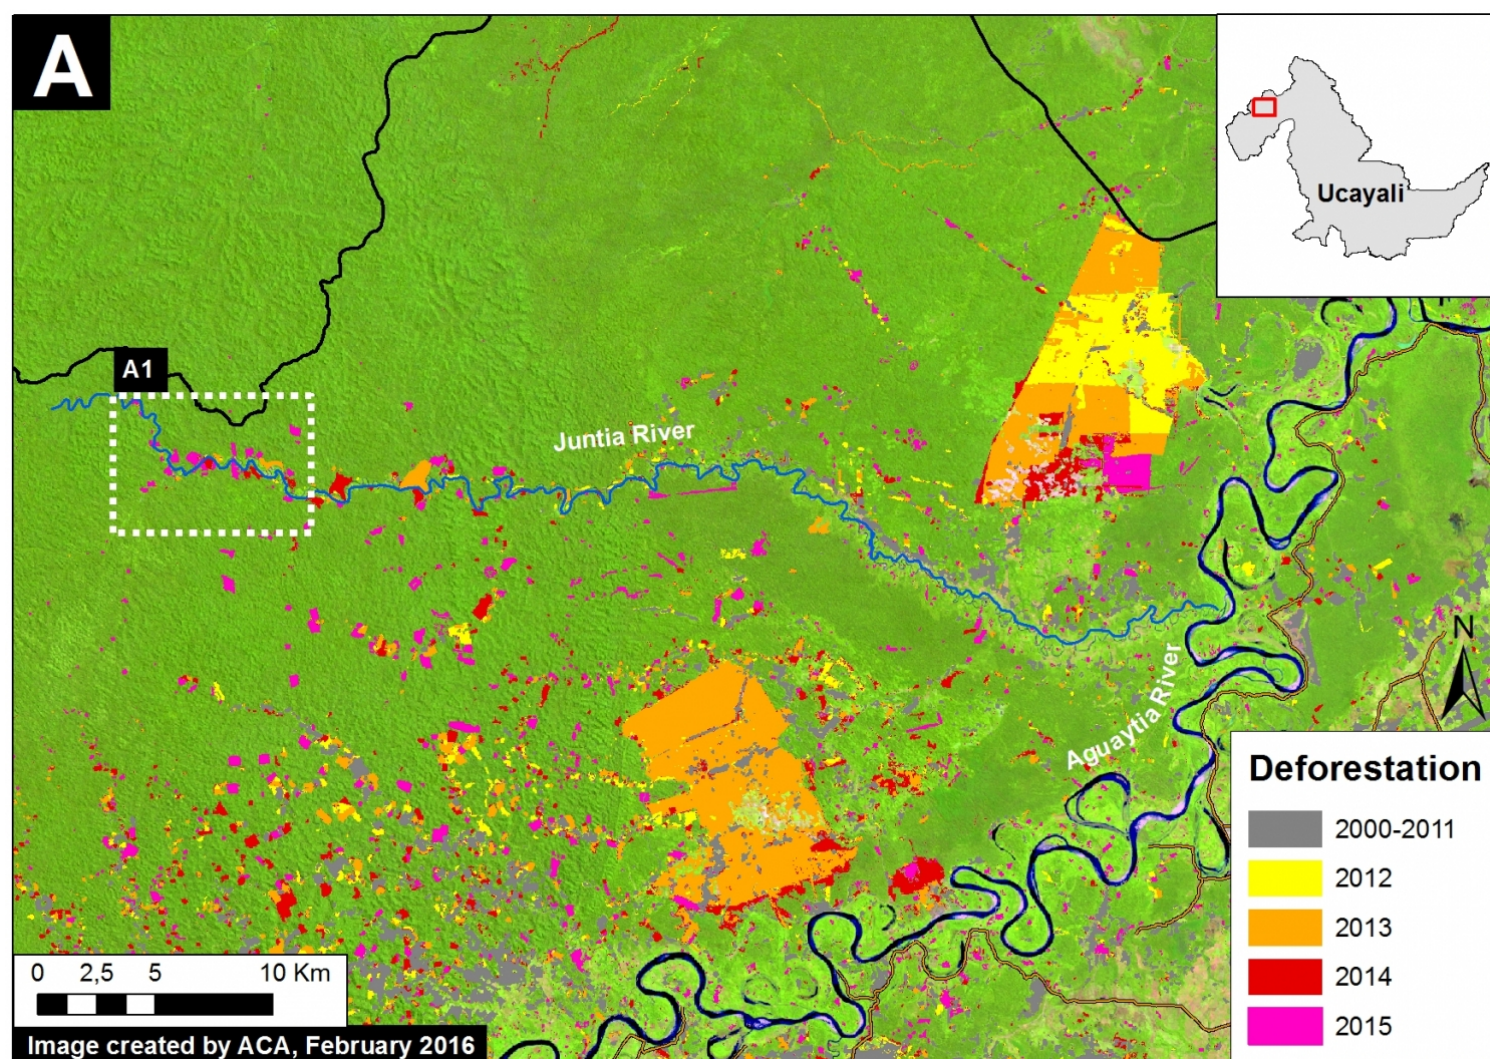 A
Ucayali
A1
Juntia River
N
Aguaytia River
Deforestation
2000-2011
2012
2013
2014
2015
0 2,5 5 10 Km
Image created by ACA, February 2016